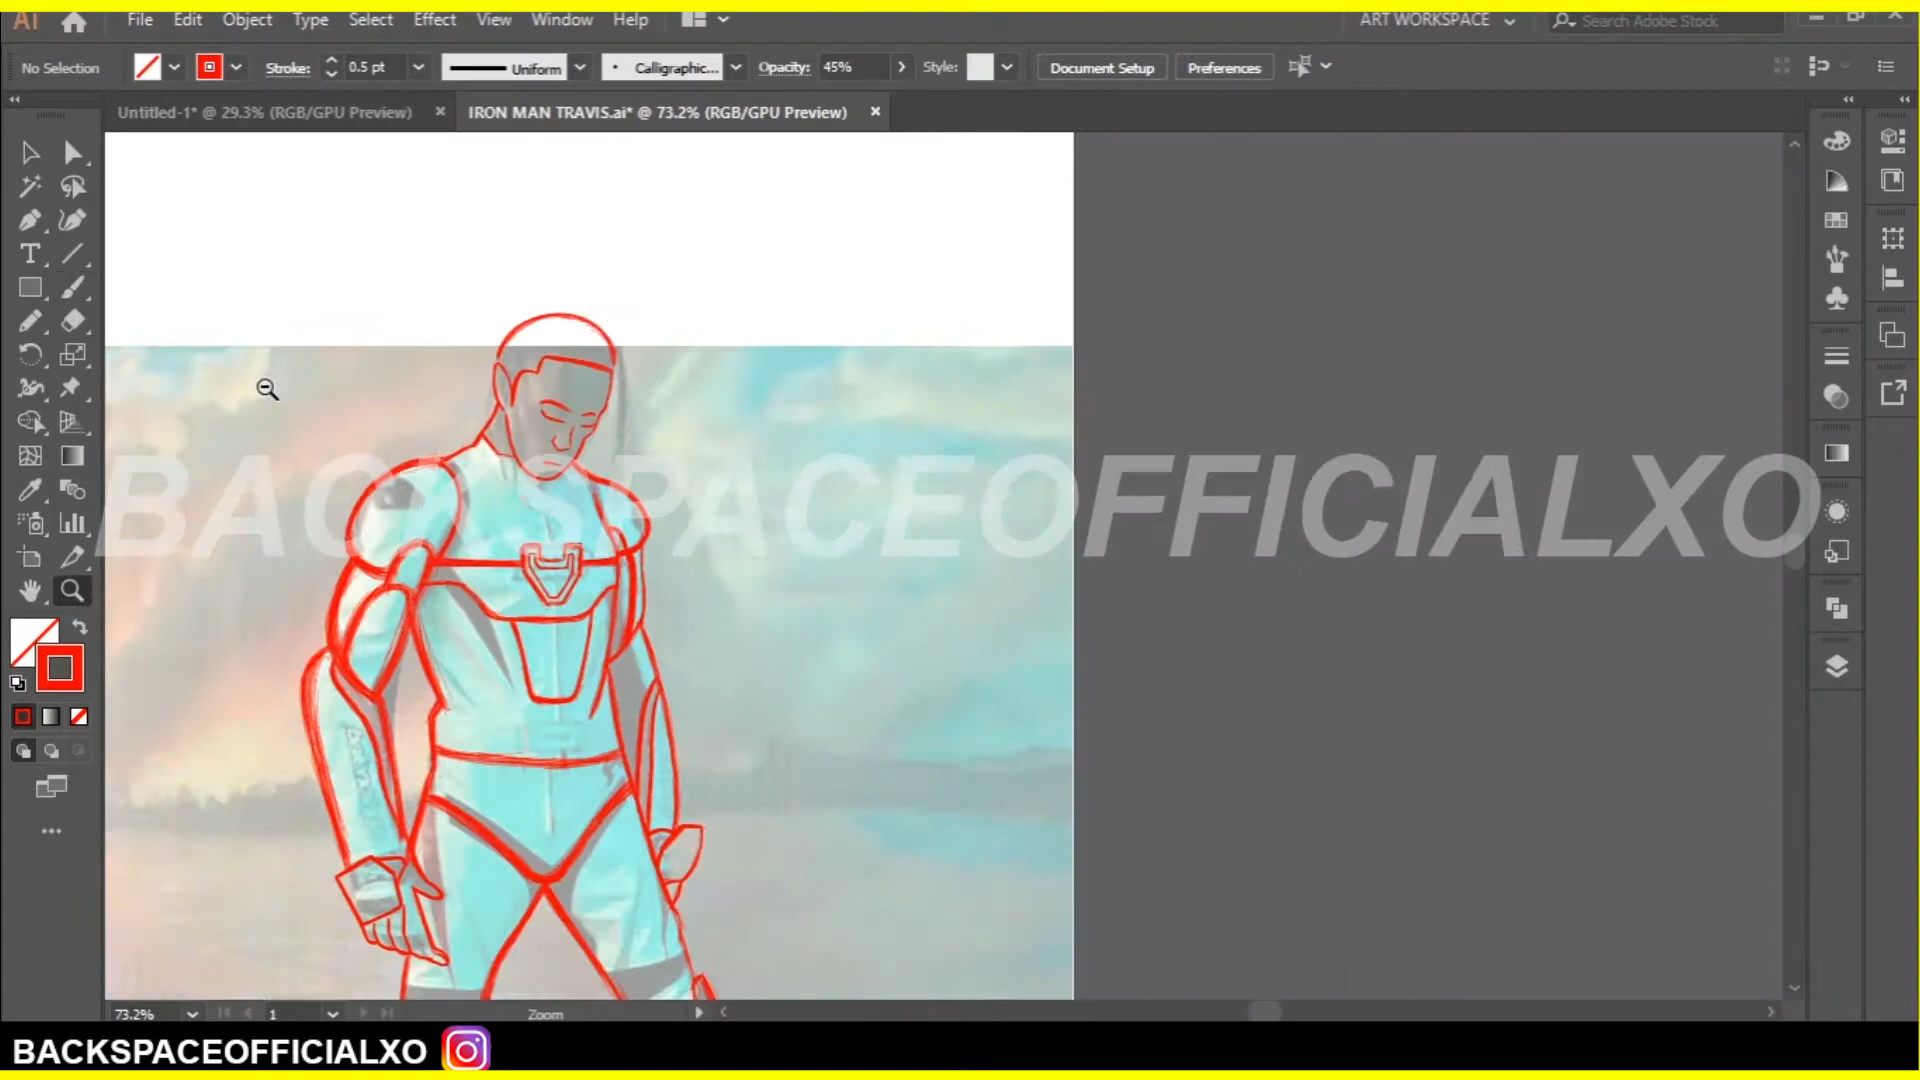 Ai File Edit Object Type Select Effect View Window Help ART WORKSPACE Search Adobe Stock
No Selection Stroke: 0.5 pt Uniform Calligraphic... Opacity: 45% Style: Document Setup Preferences
Untitled-1* @ 29.3% (RGB/GPU Preview) IRON MAN TRAVIS.ai* @ 73.2% (RGB/GPU Preview)
BACKSPACEOFFICIALXO
73.2% 1 Zoom
BACKSPACEOFFICIALXO